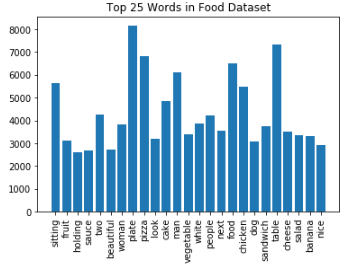 Top 25 Words in Food Dataset
8000
7000
6000
5000
4000
3000
2000
1000
0
sitting
fruit
holding
sauce
two
beautiful
woman
plate
pizza
look
cake
man
vegetable
white
people
next
food
chicken
dog
sandwich
table
cheese
salad
banana
nice